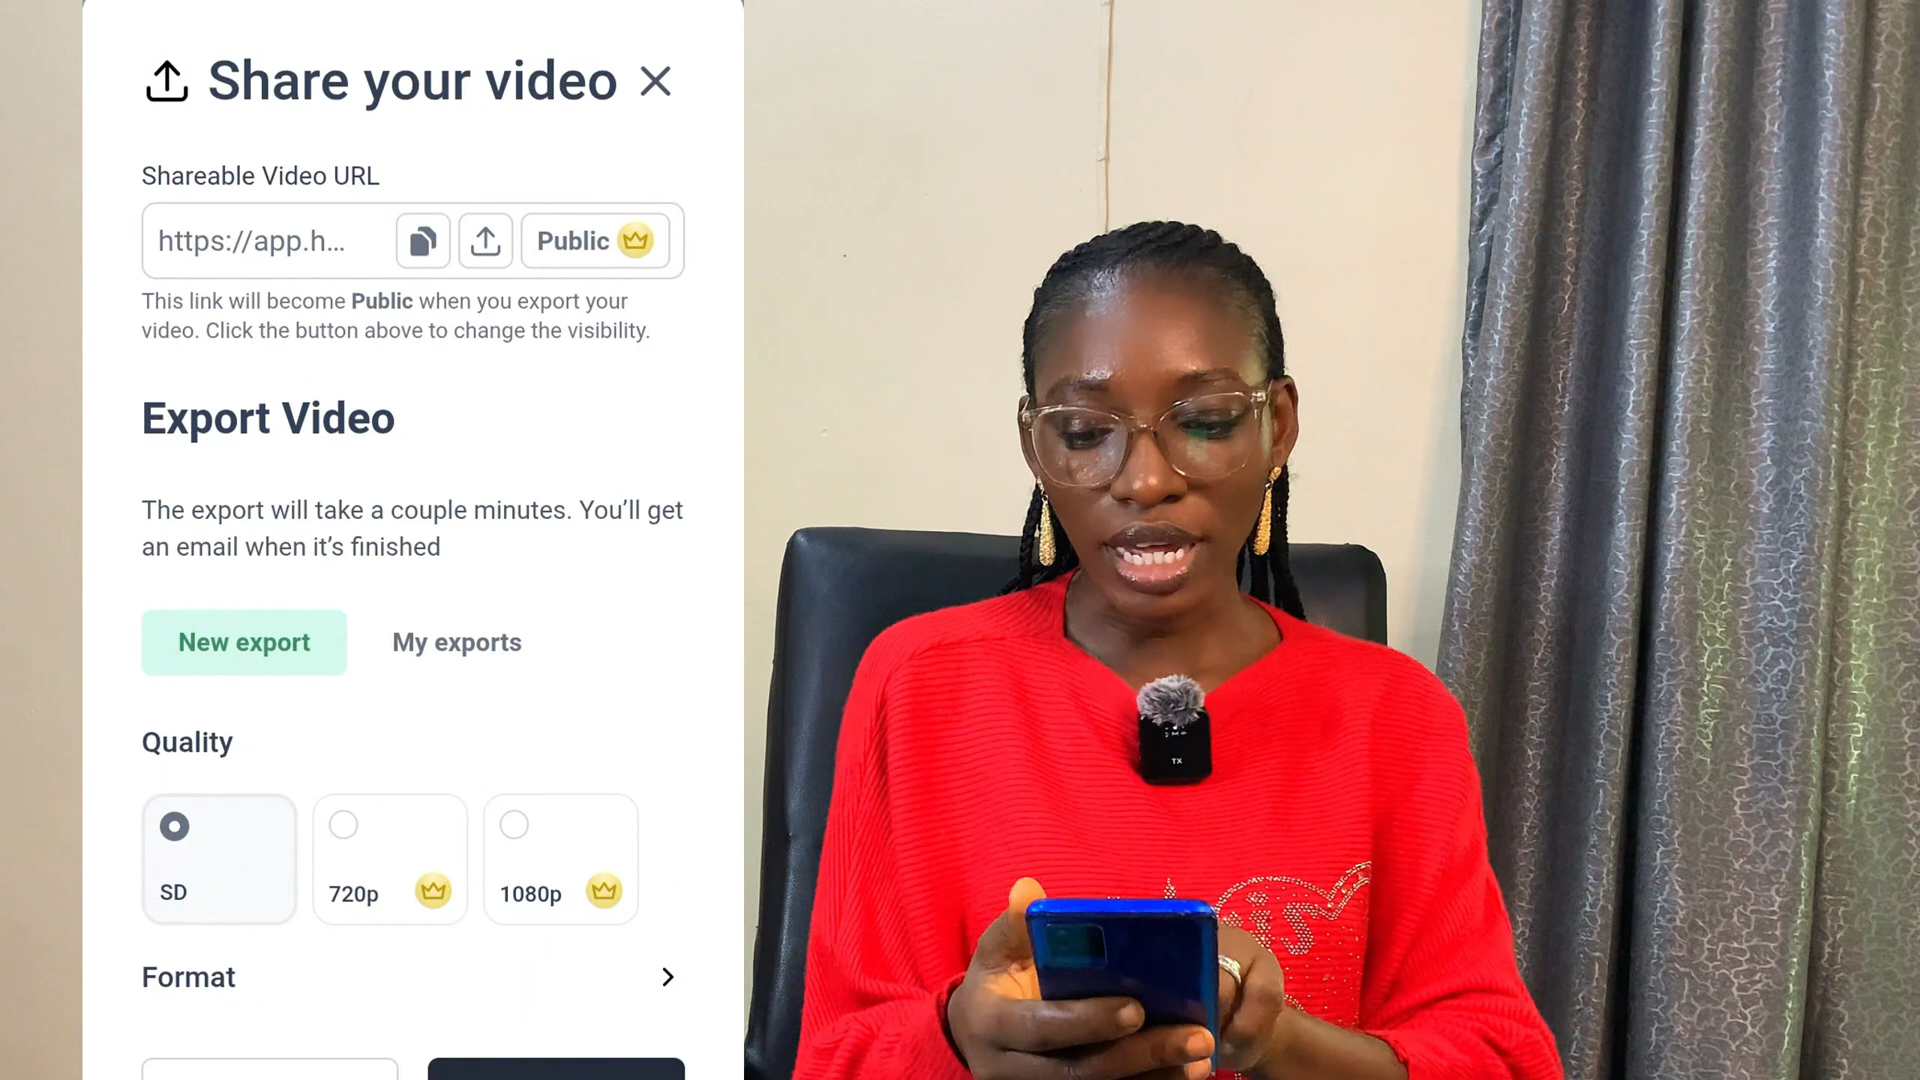 Share your video
Shareable Video URL
https://app.h...
Public
This link will become Public when you export your
video. Click the button above to change the visibility.
Export Video
The export will take a couple minutes. You’ll get
an email when it’s finished
New export
My exports
Quality
SD
720p
1080p
Format
TX